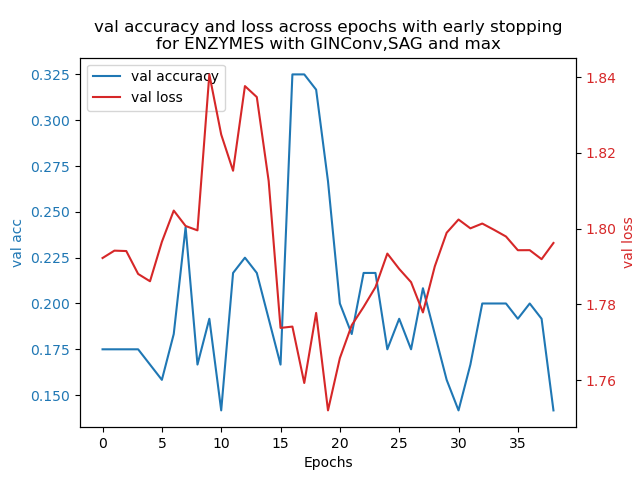 val accuracy and loss across epochs with early stopping
for ENZYMES with GINConv,SAG and max
val accuracy
val loss
0.325
0.300
0.275
0.250
0.225
0.200
0.175
0.150
val acc
1.84
1.82
1.80
1.78
1.76
val loss
0 5 10 15 20 25 30 35
Epochs